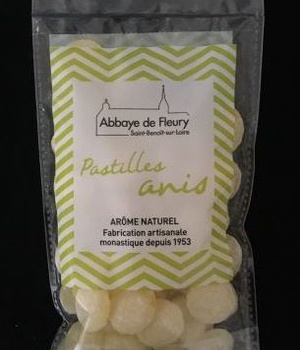 Abbaye de Fleury
Saint-Benoît-sur-Loire
Pastilles
anis
ARÔME NATUREL
Fabrication artisanale
monastique depuis 1953